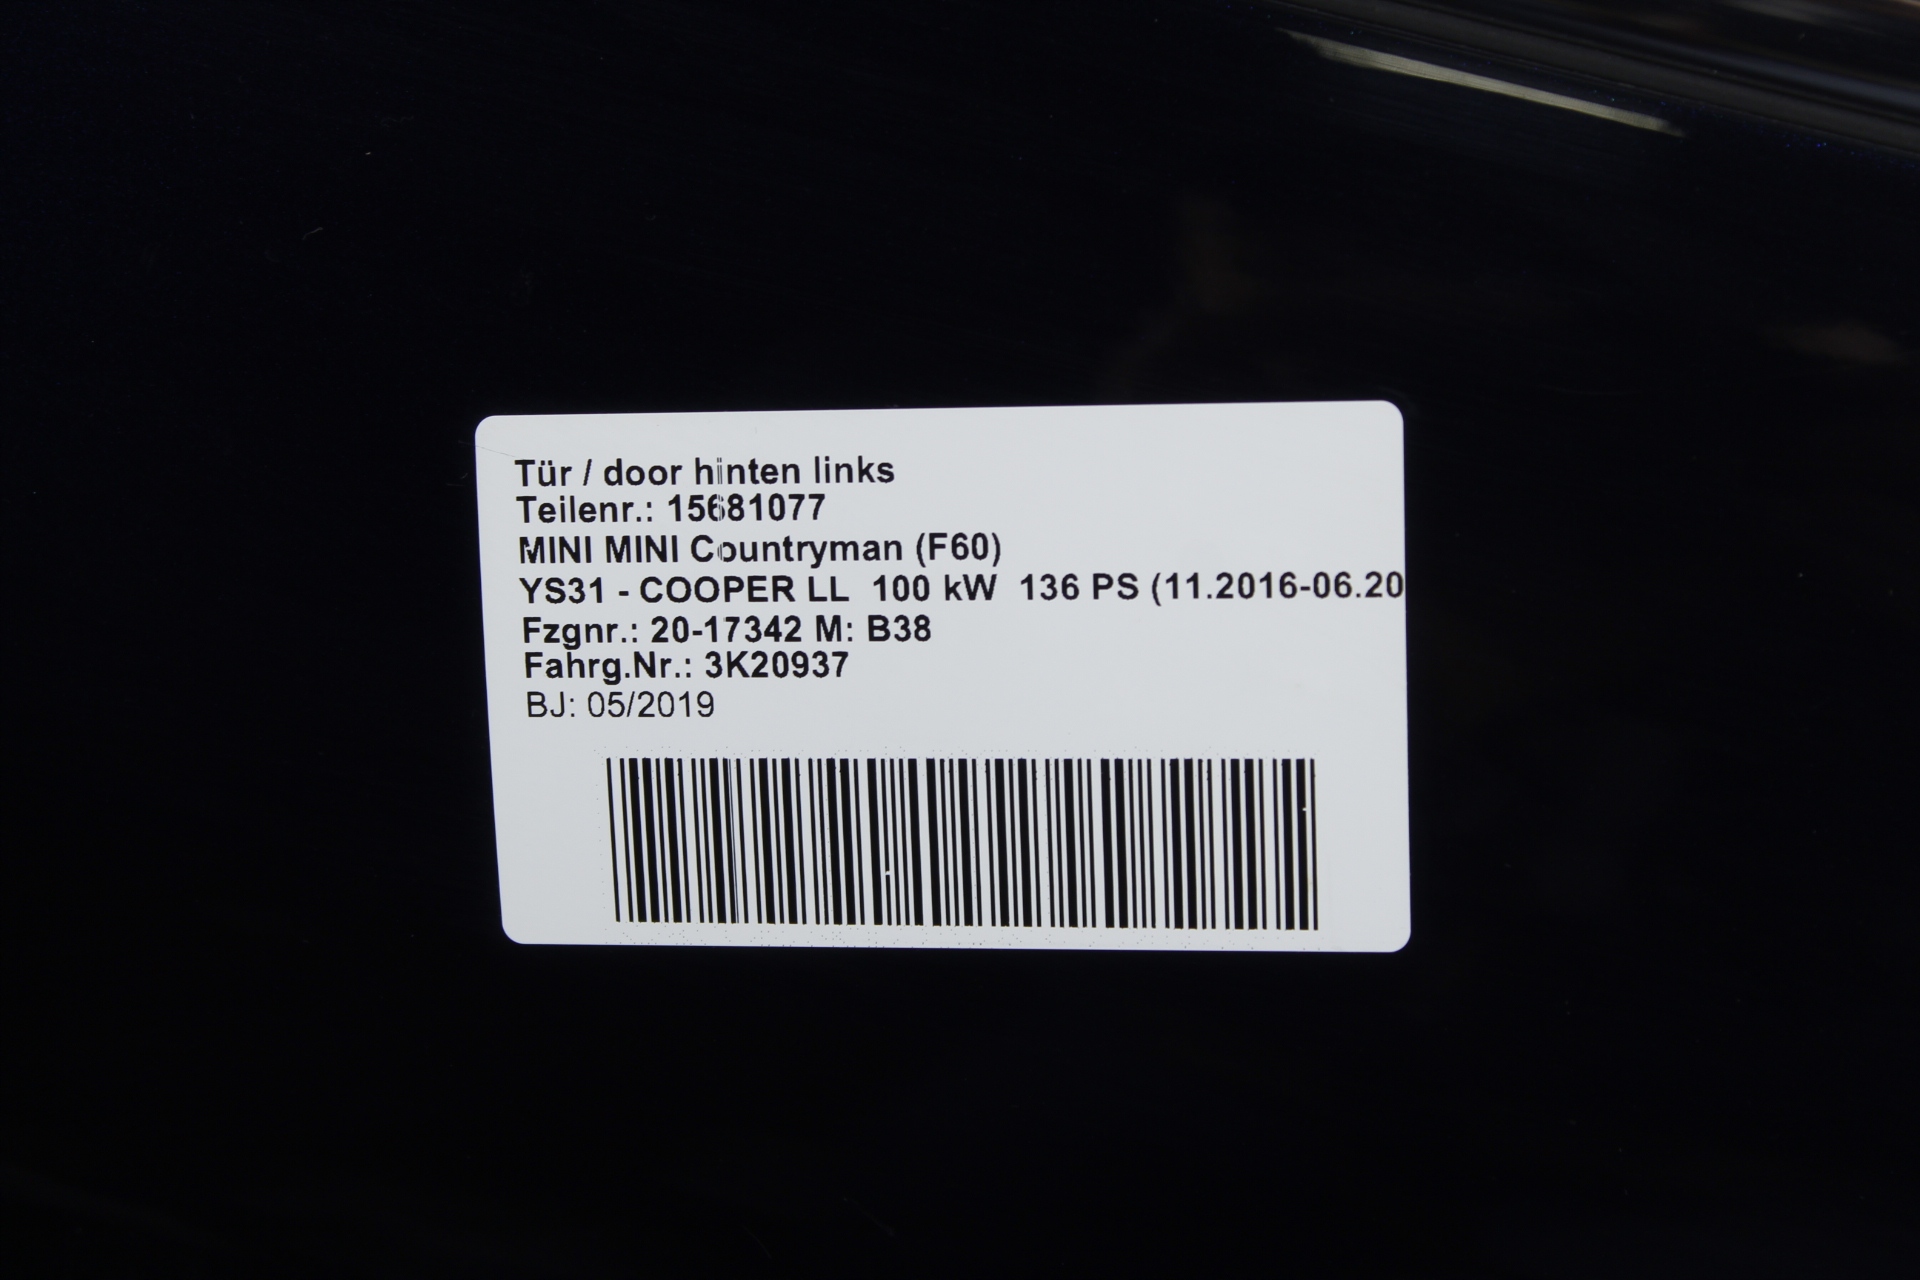 Tür / door hinten links
Teilenr.: 15681077
MINI MINI Countryman (F60)
YS31 - COOPER LL  100 kW  136 PS (11.2016-06.20
Fzgnr.: 20-17342 M: B38
Fahrg.Nr.: 3K20937
BJ: 05/2019